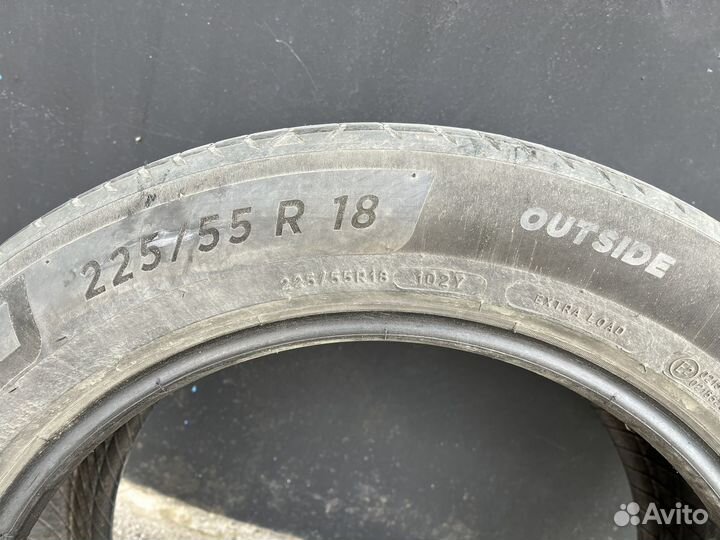 225/55 R 18
OUTSIDE
225/55R18 102Y
EXTRA LOAD
Avito